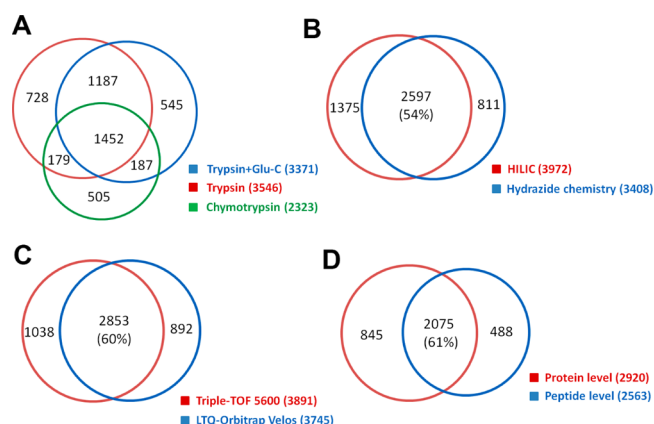 A
728
1187
545
1452
179
187
505
Trypsin+Glu-C (3371)
Trypsin (3546)
Chymotrypsin (2323)
B
1375
2597
(54%)
811
HILIC (3972)
Hydrazide chemistry (3408)
C
1038
2853
(60%)
892
Triple-TOF 5600 (3891)
LTQ-Orbitrap Velos (3745)
D
845
2075
(61%)
488
Protein level (2920)
Peptide level (2563)